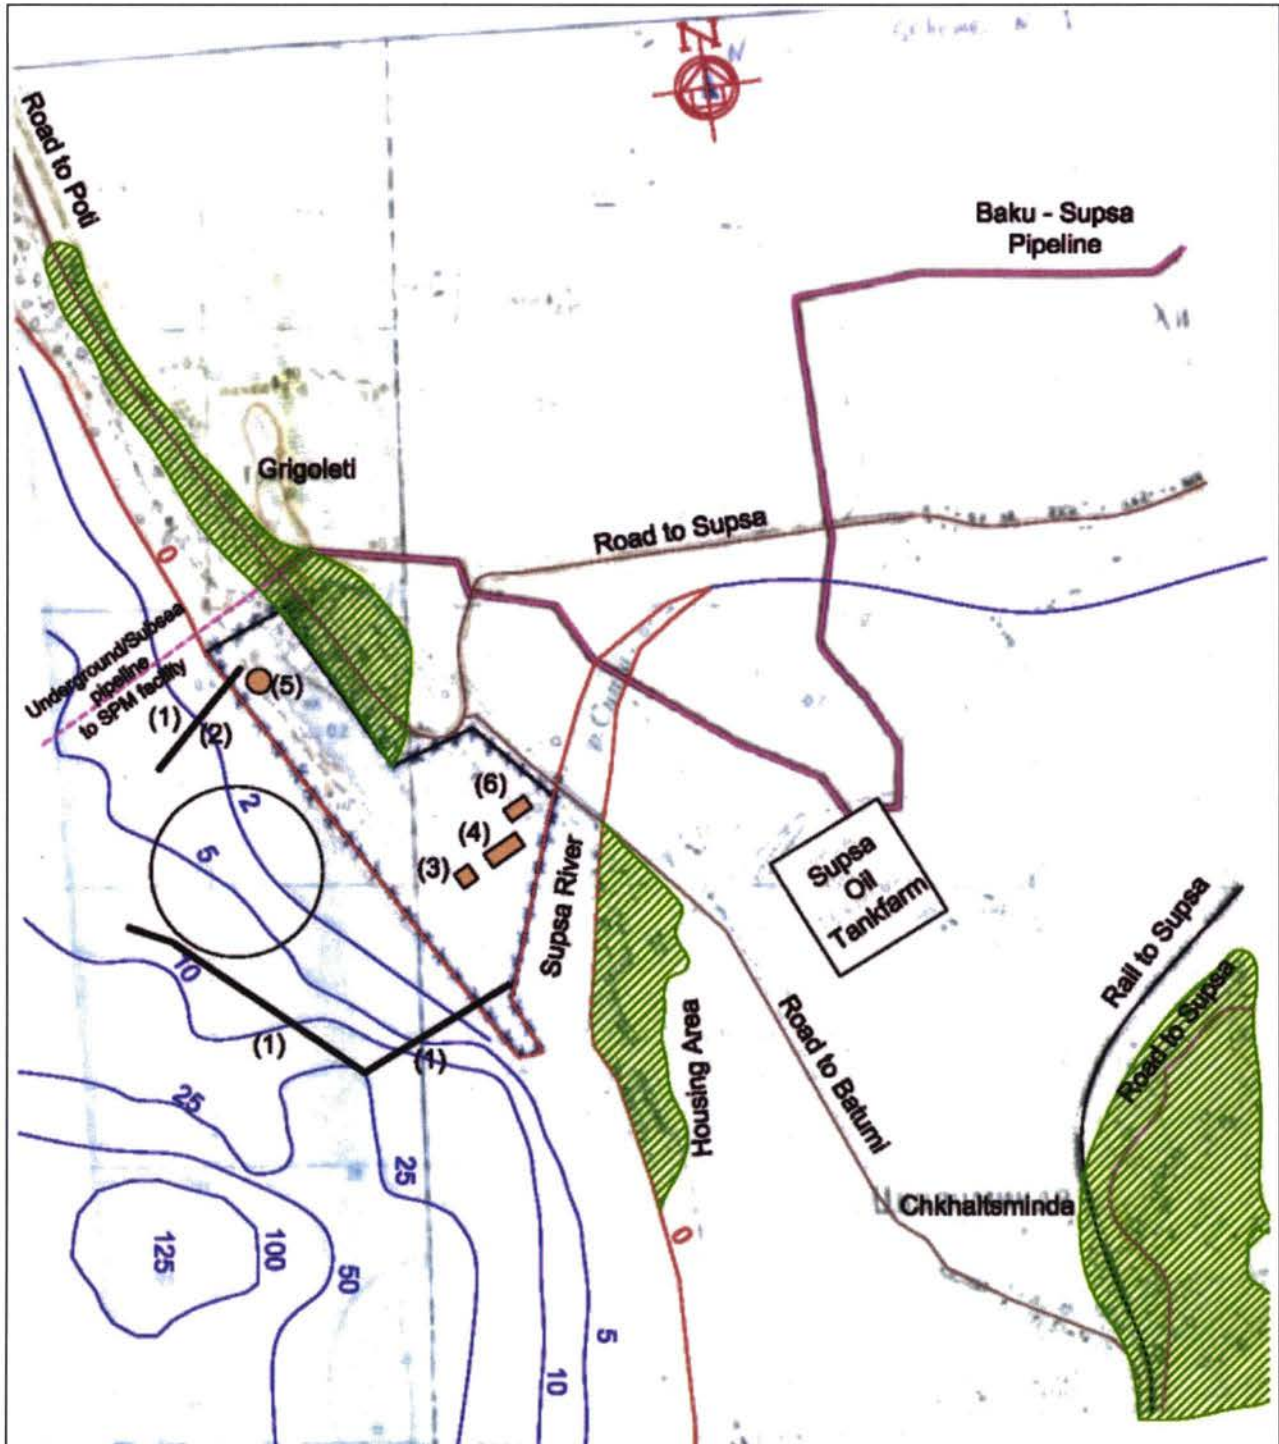 Scheme N 1
N
N
Road to Poti
Baku - Supsa
Pipeline
Grigoleti
Road to Supsa
0
Underground/Subsea
pipeline
to SPM facility
(5)
(1)
(2)
2
5
(6)
(4)
(3)
Supsa River
Supsa
Oil
Tankfarm
10
(1)
(1)
Housing Area
Road to Batumi
Rail to Supsa
Road to Supsa
25
25
Chkhaltsminda
0
125
100
50
5
10